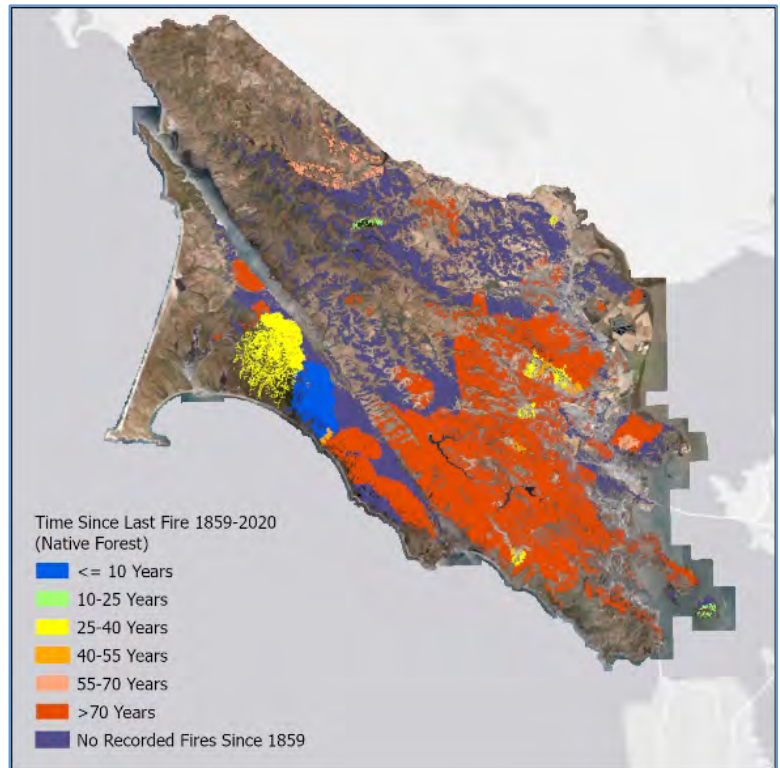 Time Since Last Fire 1859-2020
(Native Forest)
<= 10 Years
10-25 Years
25-40 Years
40-55 Years
55-70 Years
>70 Years
No Recorded Fires Since 1859